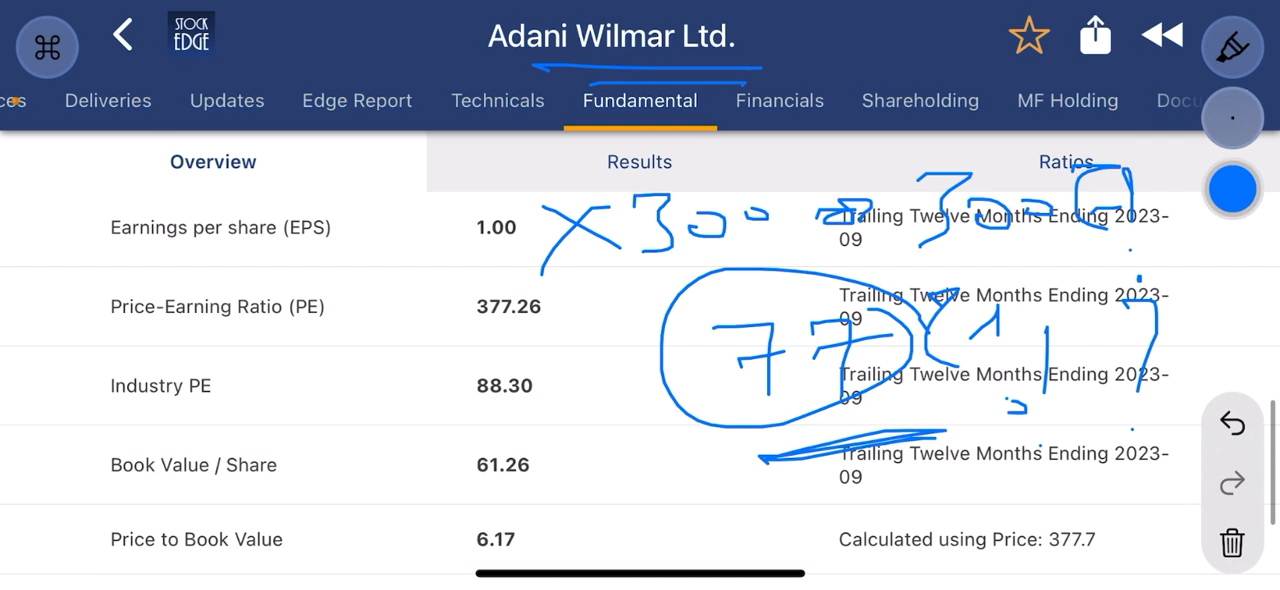 STOCK EDGE
Adani Wilmar Ltd.
Deliveries Updates Edge Report Technicals Fundamental Financials Shareholding MF Holding
Overview Results Ratios
Earnings per share (EPS) 1.00 Trailing Twelve Months Ending 2023-09
X 300
Price-Earning Ratio (PE) 377.26 Trailing Twelve Months Ending 2023-09
77
Industry PE 88.30 Trailing Twelve Months Ending 2023-09
Book Value / Share 61.26 Trailing Twelve Months Ending 2023-09
Price to Book Value 6.17 Calculated using Price: 377.7